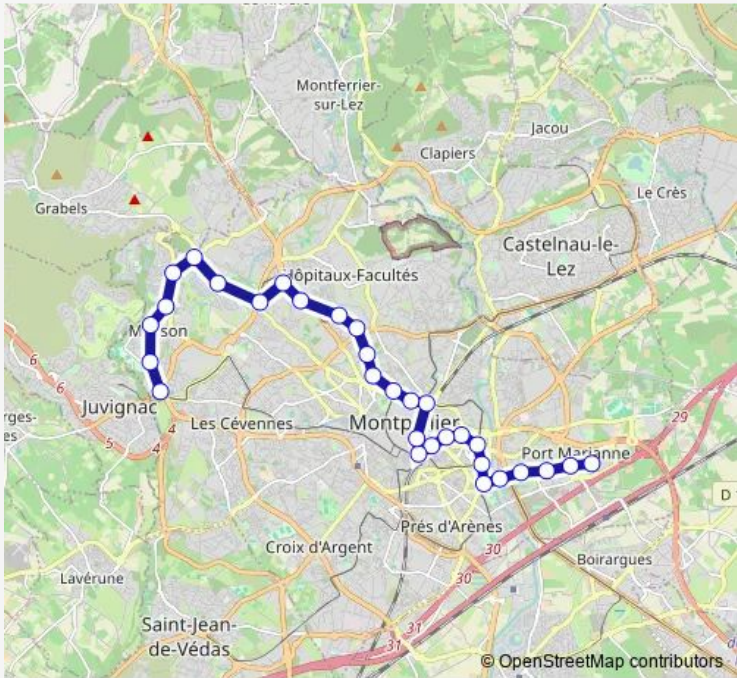 Montferrier-
sur-Lez
Jacou
Clapiers
Le Crès
Grabels
Castelnau-le-
Lez
Hôpitaux-Facultés
6
6
Juvignac
4
4
5
Les Cévennes
29
Port Marianne
D
Prés d'Arènes
30
Croix d'Argent
Boirargues
30
Lavérune
Saint-Jean-
de-Védas
31
31
© OpenStreetMap contributors